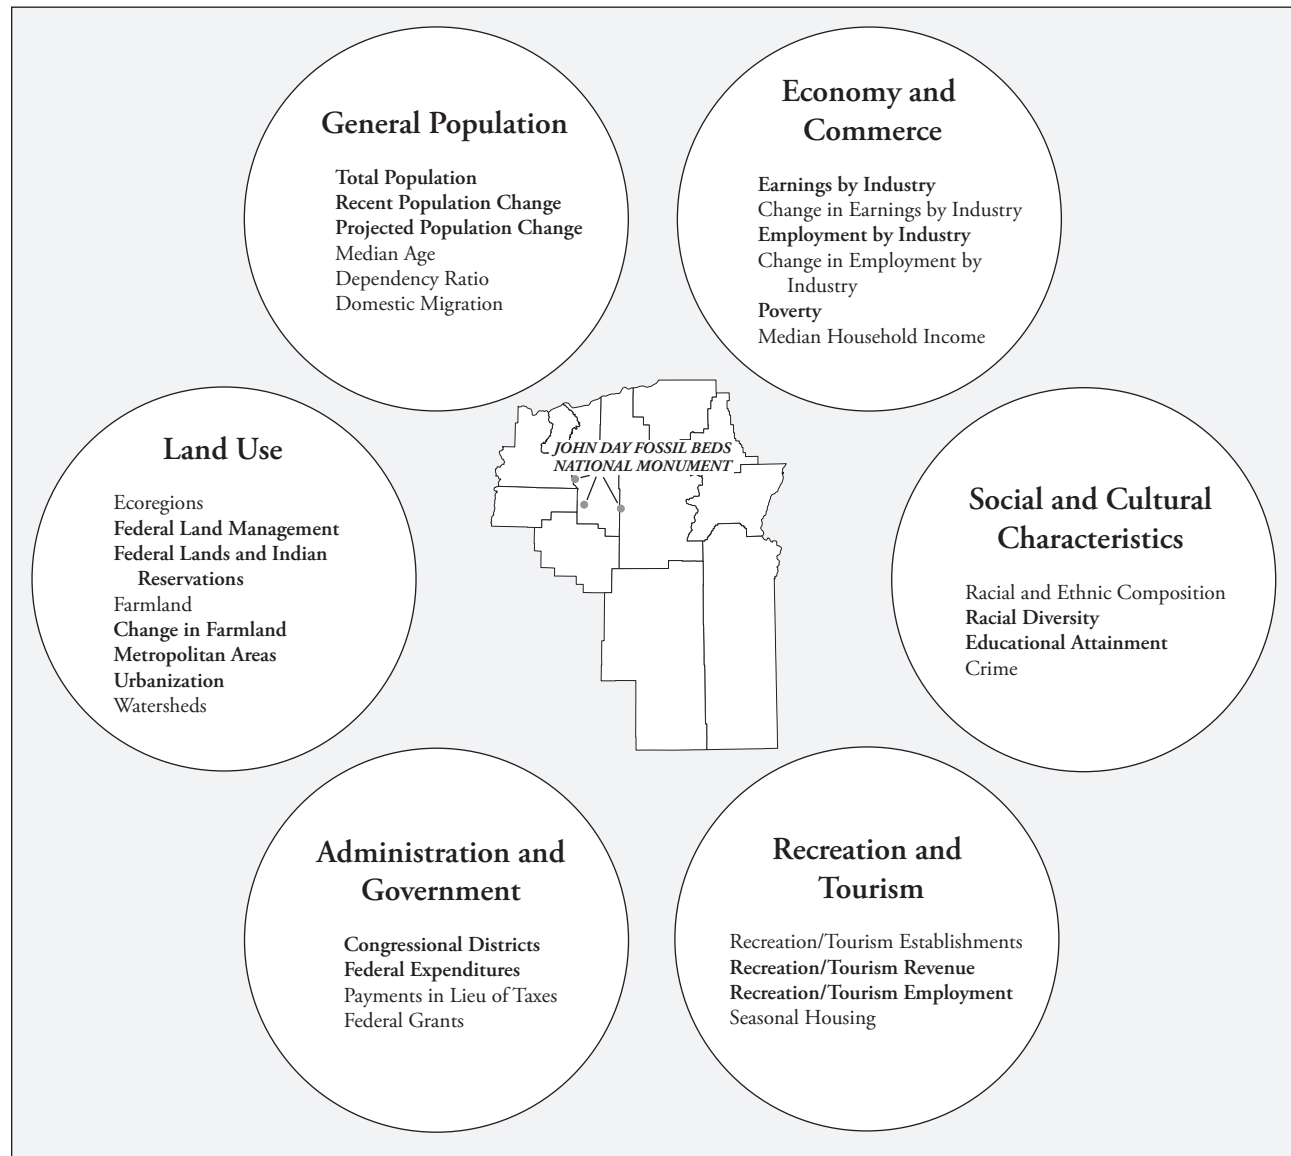 General Population
Total Population
Recent Population Change
Projected Population Change
Median Age
Dependency Ratio
Domestic Migration
Economy and
Commerce
Earnings by Industry
Change in Earnings by Industry
Employment by Industry
Change in Employment by
Industry
Poverty
Median Household Income
Land Use
Ecoregions
Federal Land Management
Federal Lands and Indian
Reservations
Farmland
Change in Farmland
Metropolitan Areas
Urbanization
Watersheds
JOHN DAY FOSSIL BEDS
NATIONAL MONUMENT
Social and Cultural
Characteristics
Racial and Ethnic Composition
Racial Diversity
Educational Attainment
Crime
Administration and
Government
Congressional Districts
Federal Expenditures
Payments in Lieu of Taxes
Federal Grants
Recreation and
Tourism
Recreation/Tourism Establishments
Recreation/Tourism Revenue
Recreation/Tourism Employment
Seasonal Housing